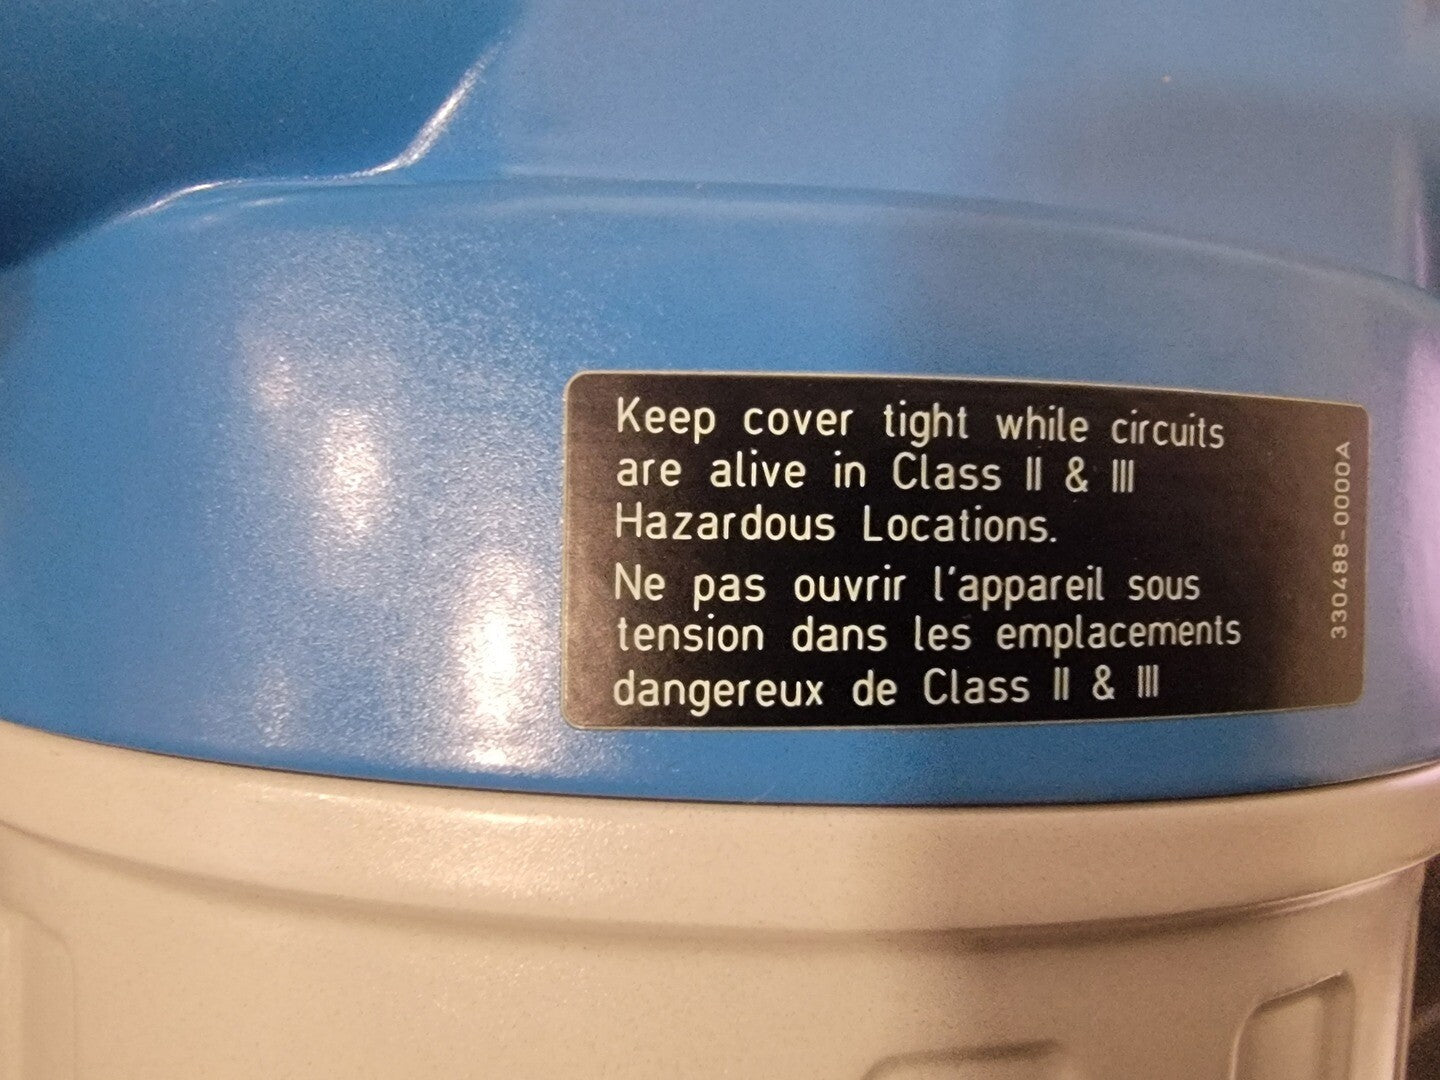 Keep cover tight while circuits
are alive in Class II & III
Hazardous Locations.
Ne pas ouvrir l'appareil sous
tension dans les emplacements
dangereux de Class II & III
330488-0000A